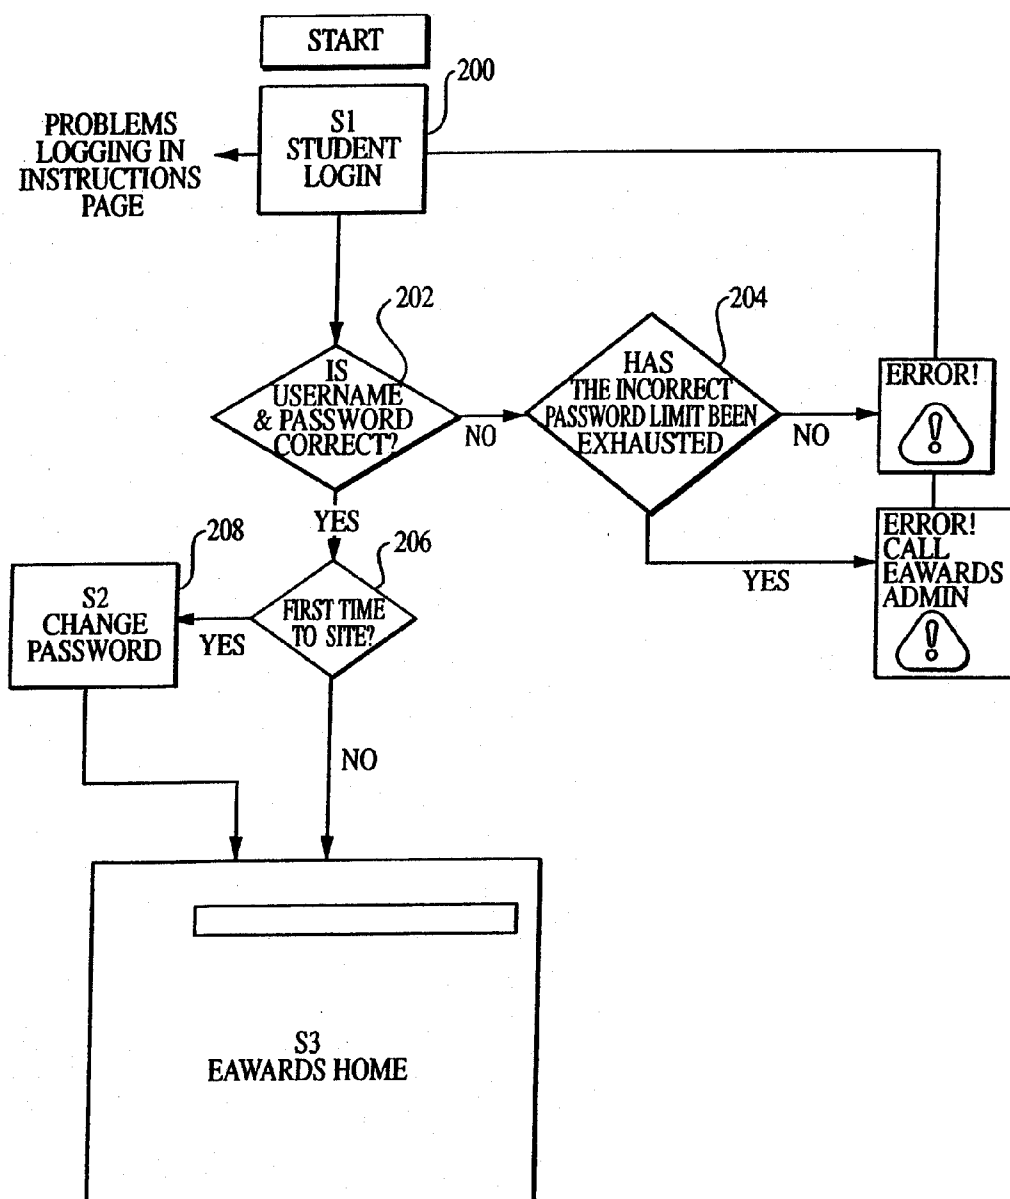 START
200
S1
STUDENT
LOGIN
PROBLEMS
LOGGING IN
INSTRUCTIONS
PAGE
202
IS
USERNAME
& PASSWORD
CORRECT?
NO
204
HAS
THE INCORRECT
PASSWORD LIMIT BEEN
EXHAUSTED
NO
ERROR!
!
YES
ERROR!
CALL
EAWARDS
ADMIN
!
YES
206
FIRST TIME
TO SITE?
YES
208
S2
CHANGE
PASSWORD
NO
S3
EAWARDS HOME